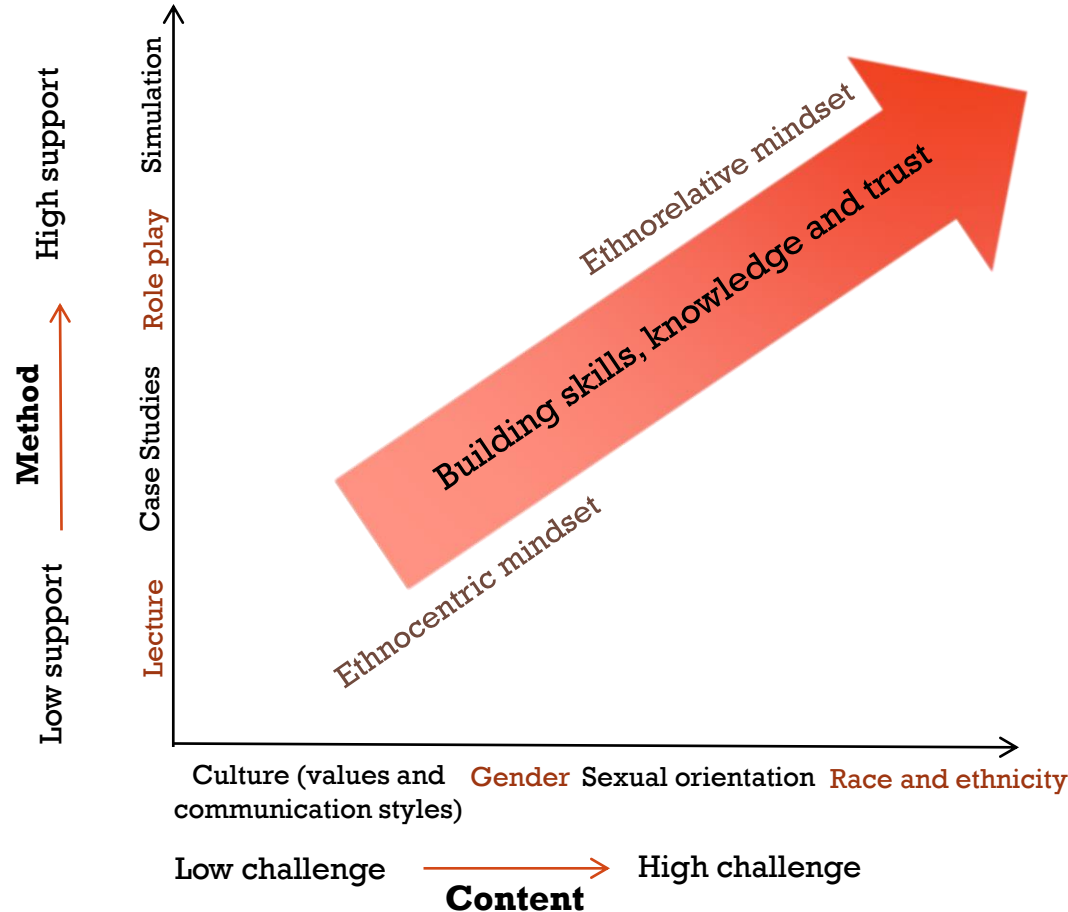 High support
Method
Low support
Simulation
Role play
Case Studies
Lecture
Ethnorelative mindset
Building skills, knowledge and trust
Ethnocentric mindset
Culture (values and
communication styles)
Gender
Sexual orientation
Race and ethnicity
Low challenge
High challenge
Content